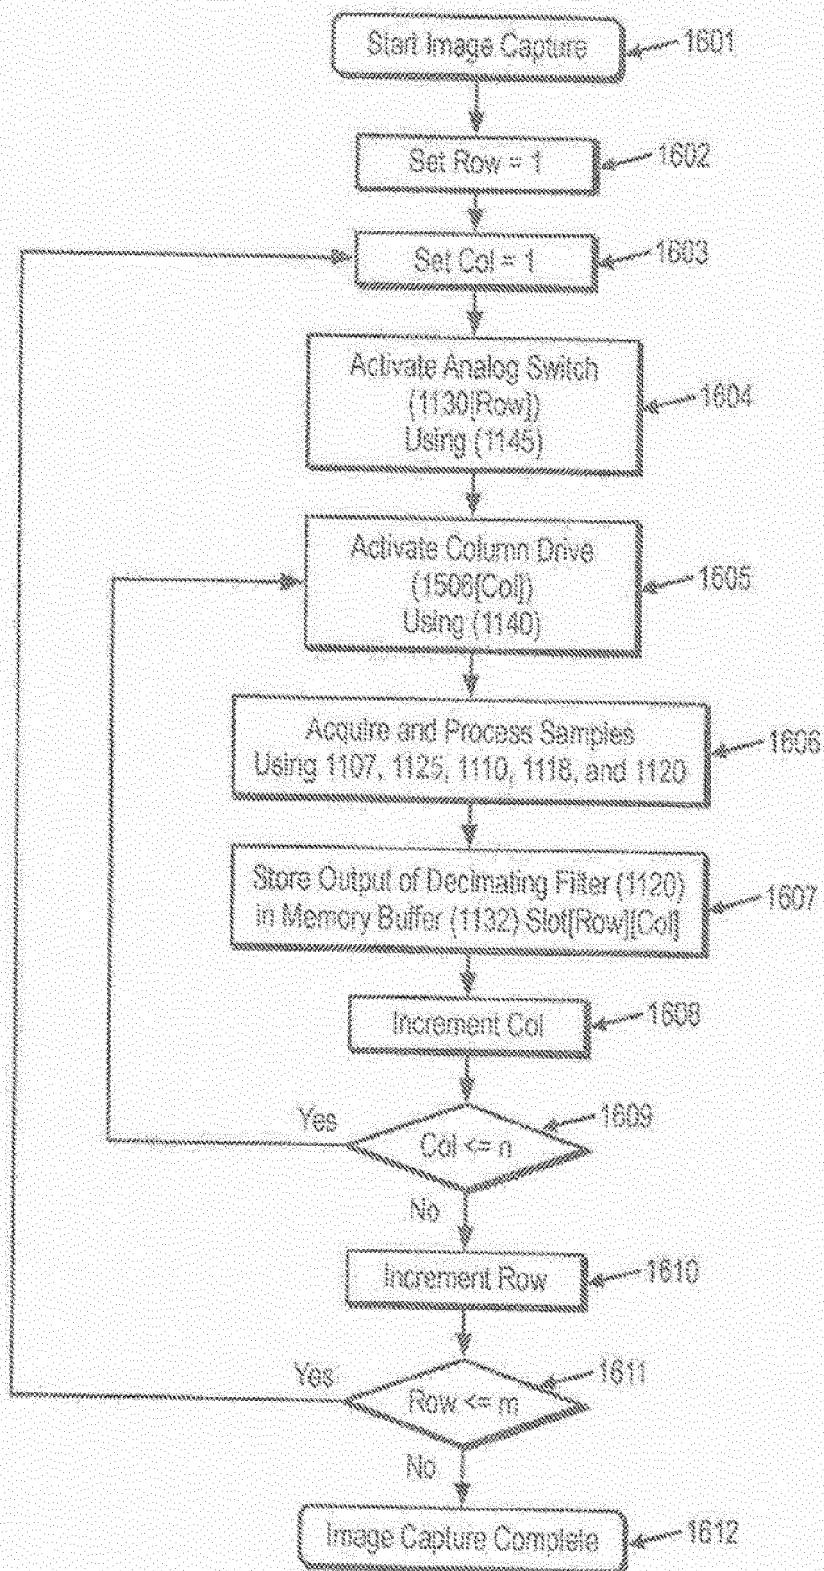 Start Image Capture
1601
Set Row = 1
1602
Set Col = 1
1603
Activate Analog Switch
(1130[Row])
Using (1145)
1604
Activate Column Drive
(1506[Col])
Using (1140)
1605
Acquire and Process Samples
Using 1107, 1125, 1110, 1118, and 1120
1606
Store Output of Decimating Filter (1120)
in Memory Buffer (1132) Slot[Row][Col]
1607
Increment Col
1608
Yes
Col <= n
1609
No
Increment Row
1610
Yes
Row <= m
1611
No
Image Capture Complete
1612